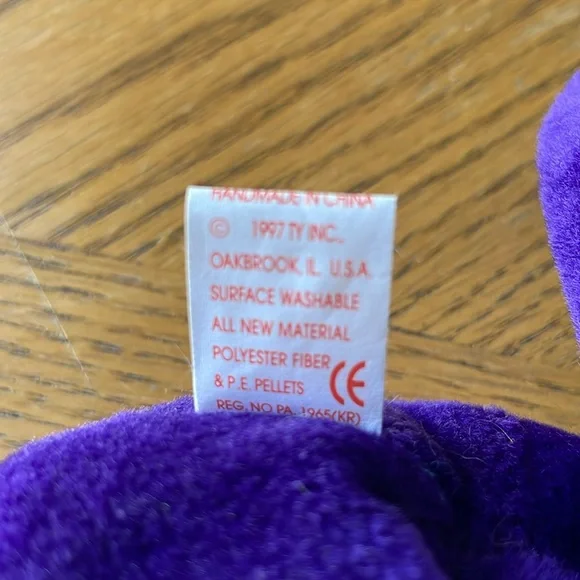 HANDMADE IN CHINA
© 1997 TY INC.,
OAKBROOK, IL, U.S.A.
SURFACE WASHABLE
ALL NEW MATERIAL
POLYESTER FIBER
& P.E. PELLETS CE
REG. NO PA. 1965(KR)